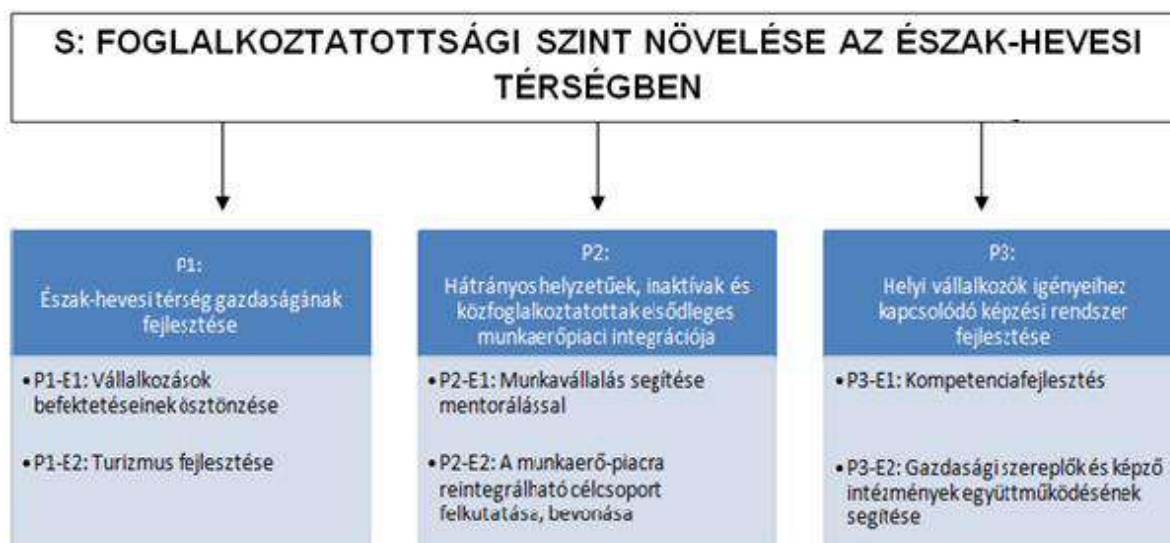 S: FOGLALKOZTATOTTSÁGI SZINT NÖVELÉSE AZ ÉSZAK-HEVESI
TÉRSÉGBEN
P1:
Észak-hevesi térség gazdaságának
fejlesztése
• P1-E1: Vállalkozások
befektetéseinek ösztönzése
• P1-E2: Turizmus fejlesztése
P2:
Hátrányos helyzetűek, inaktívak és
közfoglalkoztatottak elsődleges
munkaerőpiaci integrációja
• P2-E1: Munkavállalás segítése
mentorálással
• P2-E2: A munkaerő-piacra
reintegrálható célcsoport
felkutatása, bevonása
P3:
Helyi vállalkozók igényeihez
kapcsolódó képzési rendszer
fejlesztése
• P3-E1: Kompetenciafejlesztés
• P3-E2: Gazdasági szereplők és képző
intézmények együttműködésének
segítése